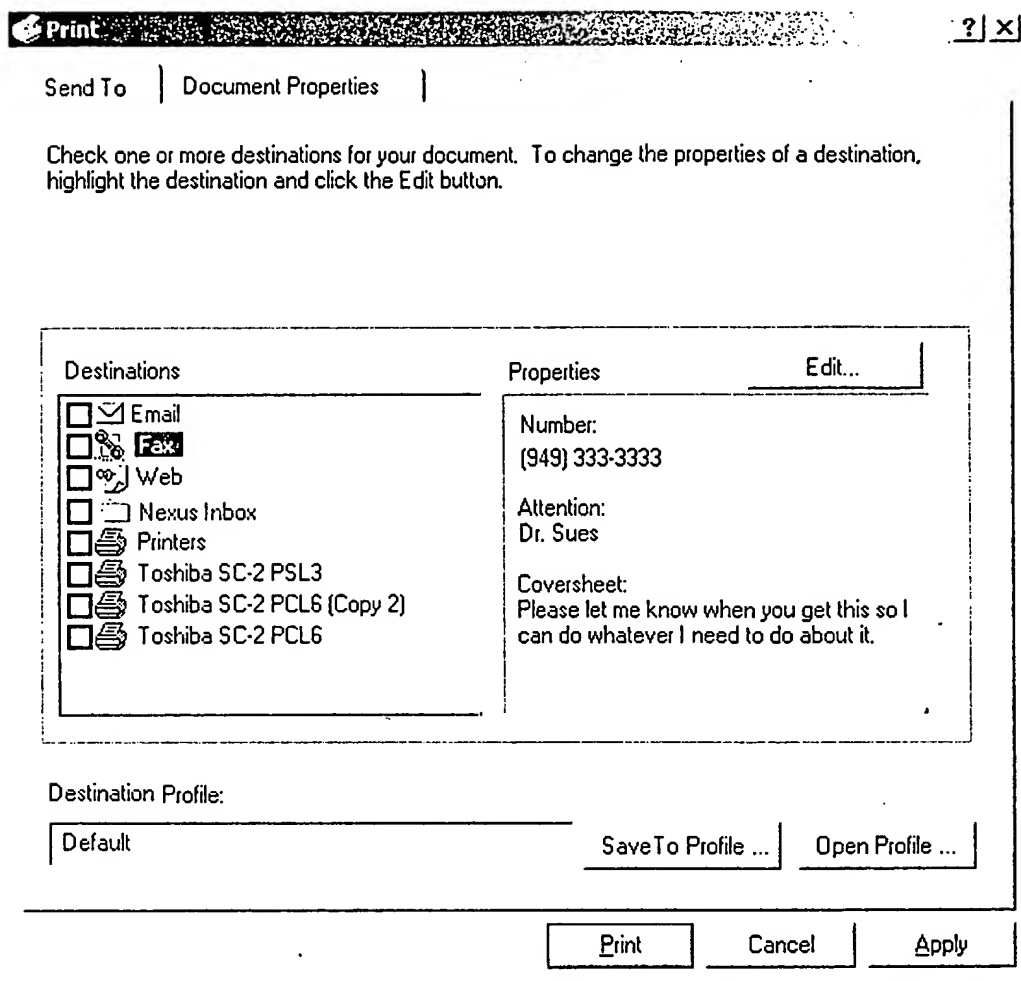 Print
? X
Send To
Document Properties
Check one or more destinations for your document. To change the properties of a destination,
highlight the destination and click the Edit button.
Destinations
Email
Fax
Web
Nexus Inbox
Printers
Toshiba SC-2 PSL3
Toshiba SC-2 PCL6 (Copy 2)
Toshiba SC-2 PCL6
Properties
Edit...
Number:
(949) 333-3333
Attention:
Dr. Sues
Coversheet:
Please let me know when you get this so I
can do whatever I need to do about it.
Destination Profile:
Default
SaveTo Profile ...
Open Profile ...
Print
Cancel
Apply